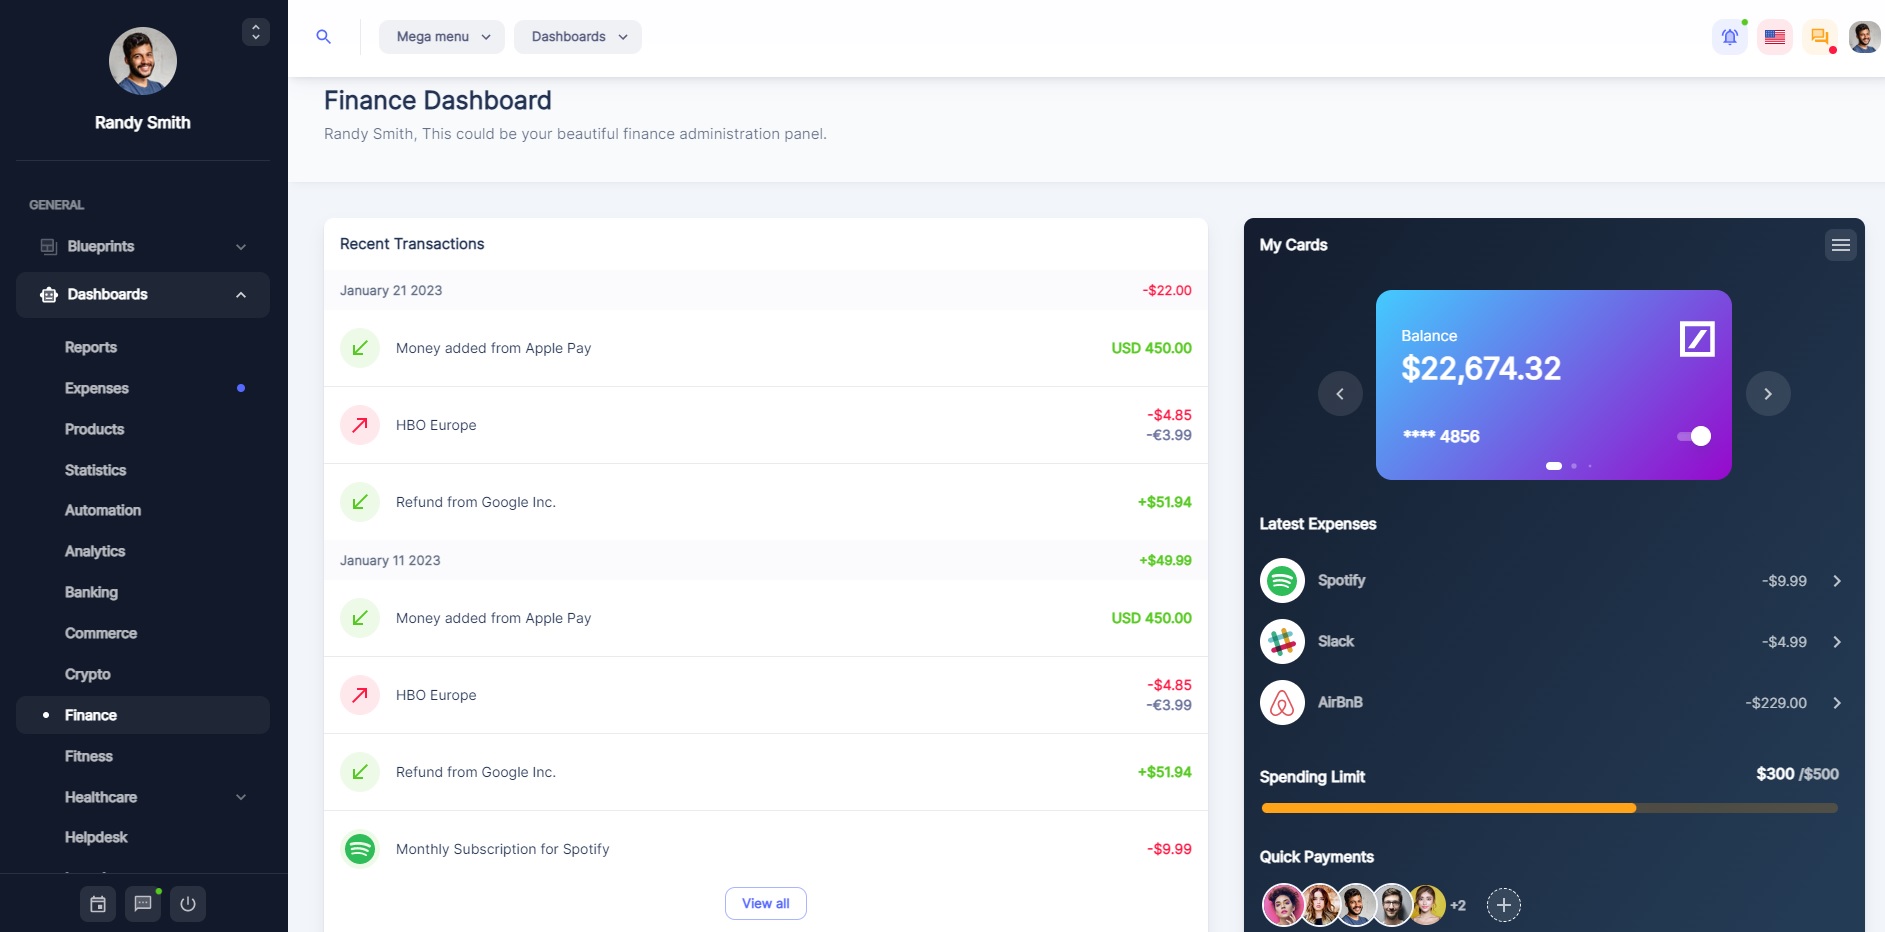 Randy Smith
GENERAL
Blueprints
Dashboards
Reports
Expenses
Products
Statistics
Automation
Analytics
Banking
Commerce
Crypto
Finance
Fitness
Healthcare
Helpdesk
Mega menu
Dashboards
Finance Dashboard
Randy Smith, This could be your beautiful finance administration panel.
Recent Transactions
January 21 2023 -$22.00
Money added from Apple Pay USD 450.00
HBO Europe -$4.85
-€3.99
Refund from Google Inc. +$51.94
January 11 2023 +$49.99
Money added from Apple Pay USD 450.00
HBO Europe -$4.85
-€3.99
Refund from Google Inc. +$51.94
Monthly Subscription for Spotify -$9.99
View all
My Cards
Balance
$22,674.32
**** 4856
Latest Expenses
Spotify -$9.99
Slack -$4.99
AirBnB -$229.00
Spending Limit $300 /$500
Quick Payments
+2